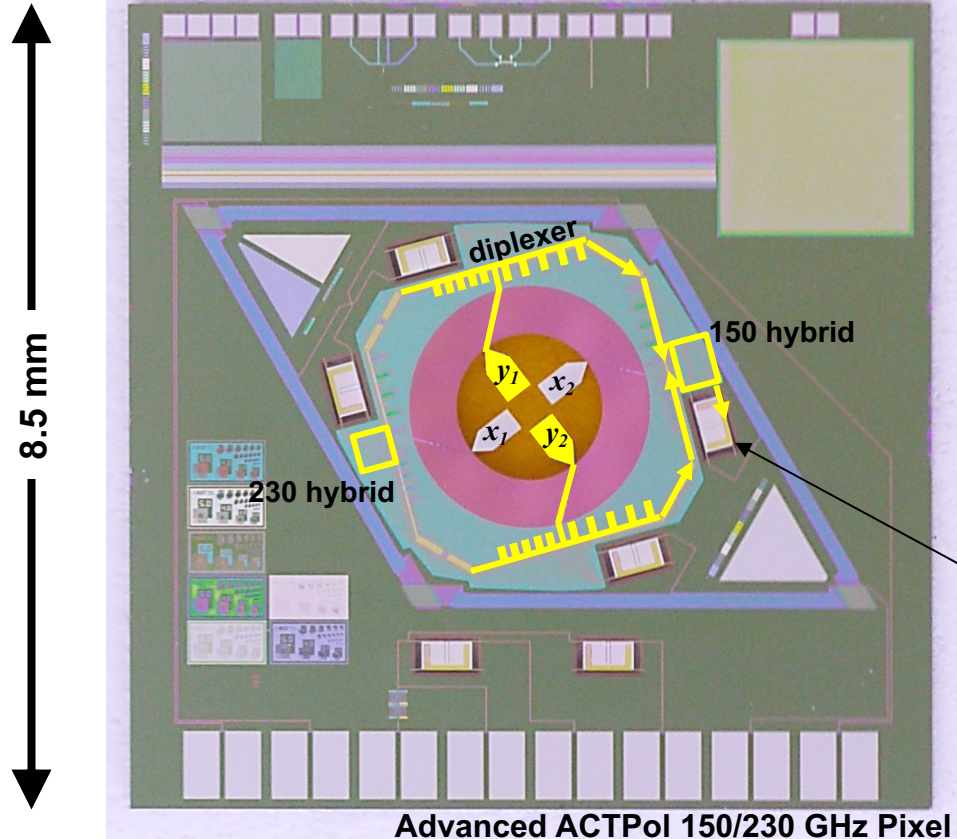 8.5 mm
diplexer
150 hybrid
y1
x2
x1
y2
230 hybrid
Advanced ACTPol 150/230 GHz Pixel